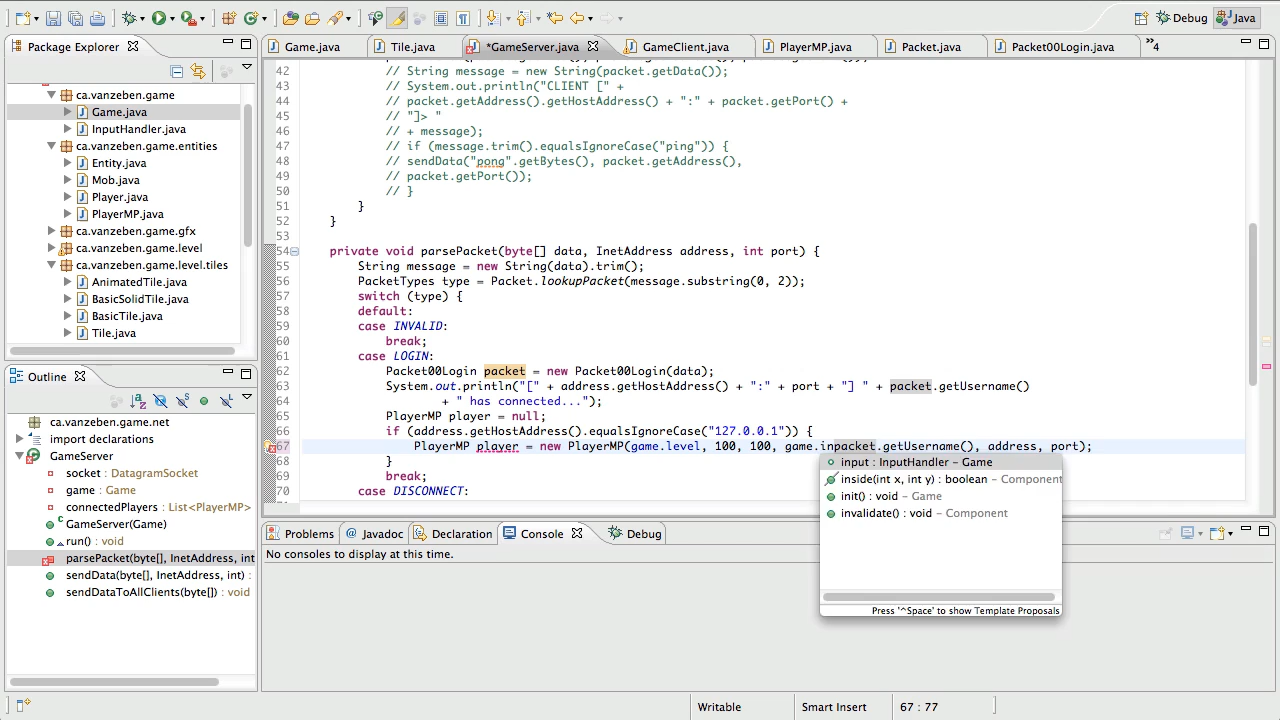 Debug
Java
Package Explorer
Game.java
Tile.java
*GameServer.java
GameClient.java
PlayerMP.java
Packet.java
Packet00Login.java
»4
ca.vanzeben.game
Game.java
InputHandler.java
ca.vanzeben.game.entities
Entity.java
Mob.java
Player.java
PlayerMP.java
ca.vanzeben.game.gfx
ca.vanzeben.game.level
ca.vanzeben.game.level.tiles
AnimatedTile.java
BasicSolidTile.java
BasicTile.java
Tile.java
Outline
ca.vanzeben.game.net
import declarations
GameServer
socket : DatagramSocket
game : Game
connectedPlayers : List<PlayerMP>
GameServer(Game)
run() : void
parsePacket(byte[], InetAddress, int
sendData(byte[], InetAddress, int) :
sendDataToAllClients(byte[]) : void
42 // String message = new String(packet.getData());
43 // System.out.println("CLIENT [" +
44 // packet.getAddress().getHostAddress() + ":" + packet.getPort() +
45 // "]> "
46 // + message);
47 // if (message.trim().equalsIgnoreCase("ping")) {
48 // sendData("pong".getBytes(), packet.getAddress(),
49 // packet.getPort());
50 // }
51 }
52 }
53
54 private void parsePacket(byte[] data, InetAddress address, int port) {
55 String message = new String(data).trim();
56 PacketTypes type = Packet.lookupPacket(message.substring(0, 2));
57 switch (type) {
58 default:
59 case INVALID:
60 break;
61 case LOGIN:
62 Packet00Login packet = new Packet00Login(data);
63 System.out.println("[" + address.getHostAddress() + ":" + port + "] " + packet.getUsername()
64 + " has connected...");
65 PlayerMP player = null;
66 if (address.getHostAddress().equalsIgnoreCase("127.0.0.1")) {
67 PlayerMP player = new PlayerMP(game.level, 100, 100, game.inpacket.getUsername(), address, port);
68 }
69 break;
70 case DISCONNECT:
input : InputHandler – Game
inside(int x, int y) : boolean – Component
init() : void – Game
invalidate() : void – Component
Press '^Space' to show Template Proposals
Problems
@ Javadoc
Declaration
Console
Debug
No consoles to display at this time.
Writable
Smart Insert
67 : 77